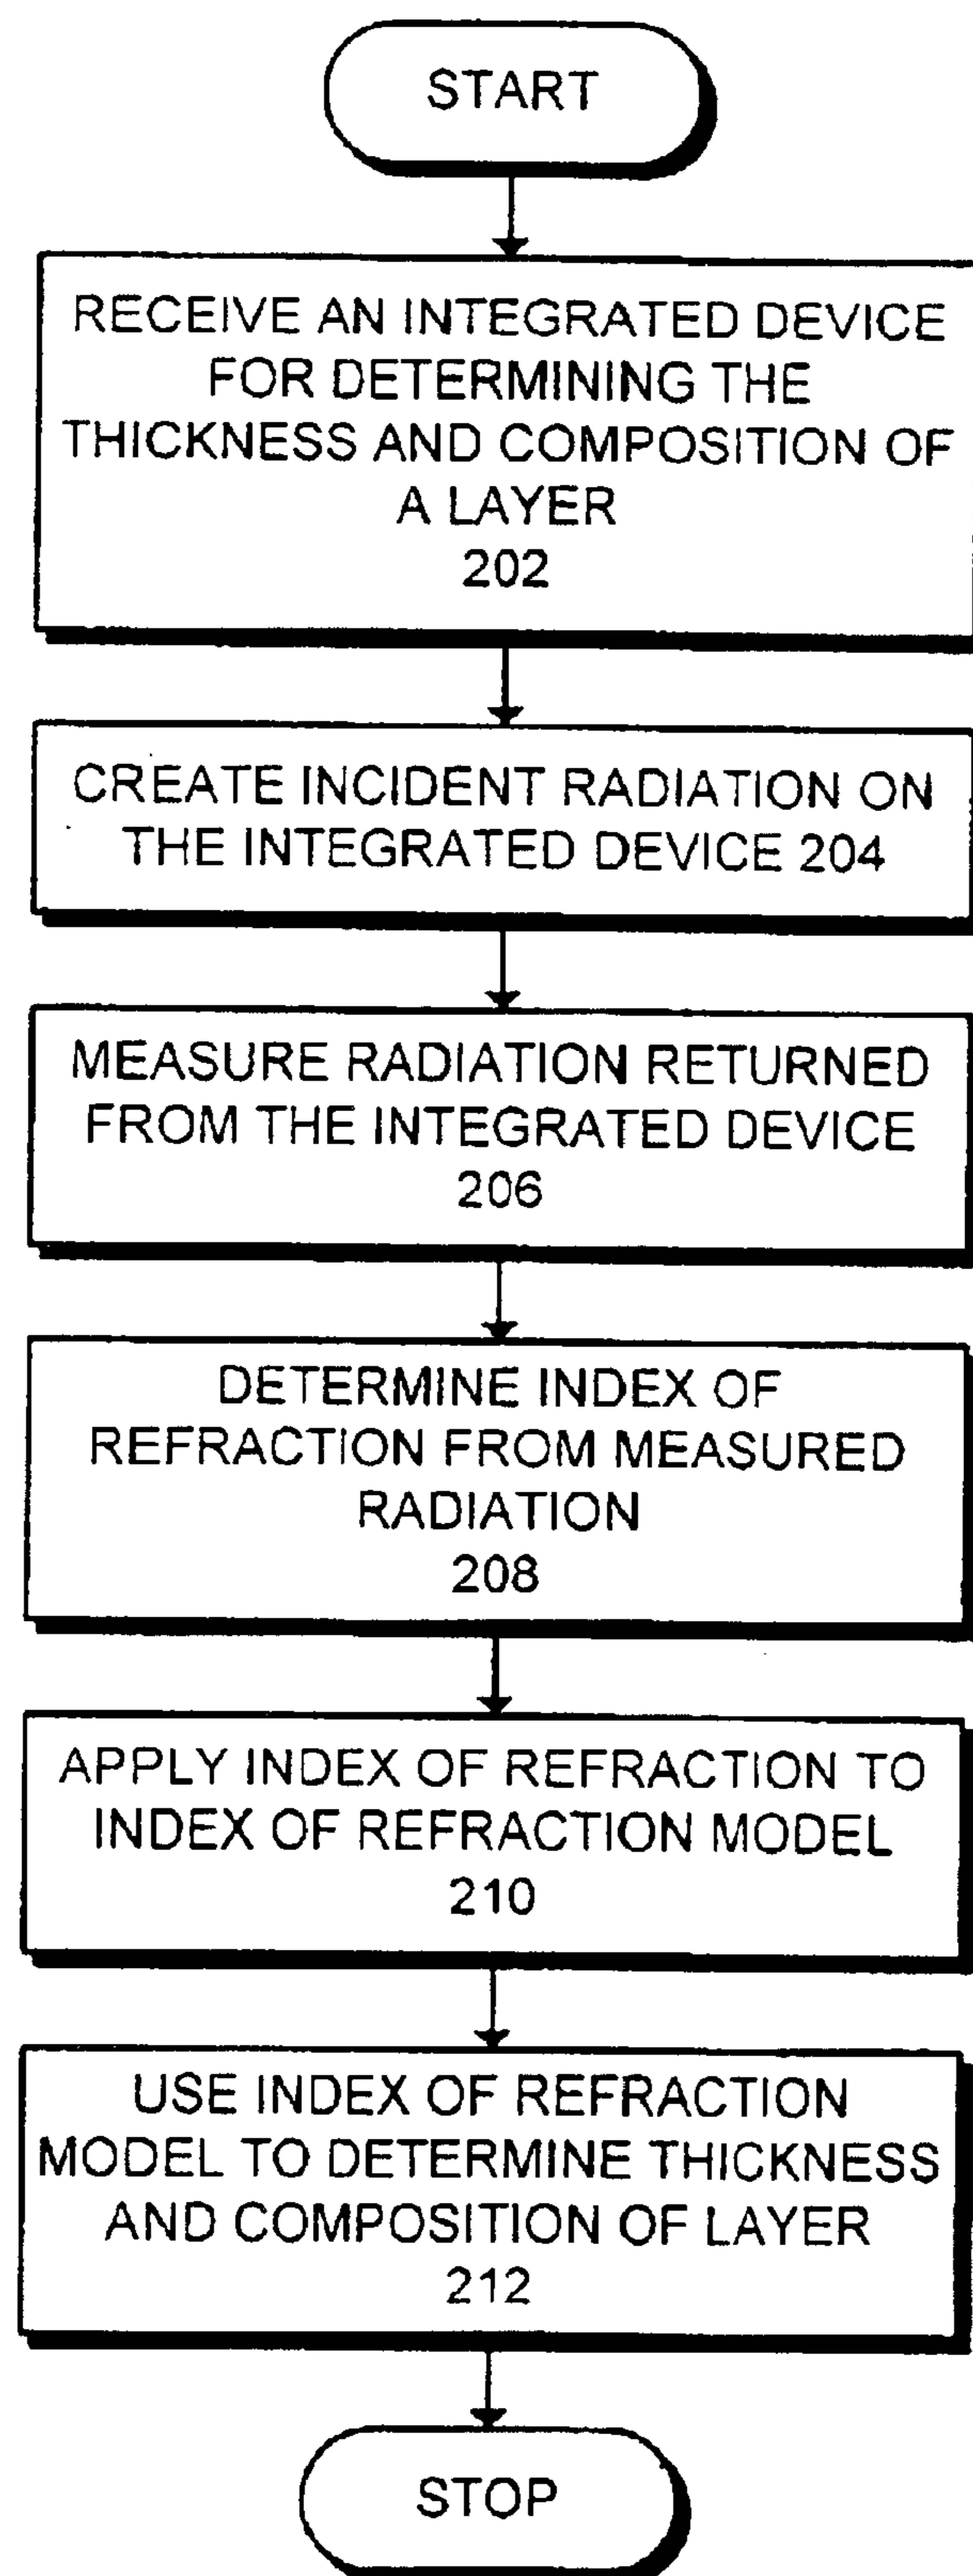 START
RECEIVE AN INTEGRATED DEVICE
FOR DETERMINING THE
THICKNESS AND COMPOSITION OF
A LAYER
202
CREATE INCIDENT RADIATION ON
THE INTEGRATED DEVICE 204
MEASURE RADIATION RETURNED
FROM THE INTEGRATED DEVICE
206
DETERMINE INDEX OF
REFRACTION FROM MEASURED
RADIATION
208
APPLY INDEX OF REFRACTION TO
INDEX OF REFRACTION MODEL
210
USE INDEX OF REFRACTION
MODEL TO DETERMINE THICKNESS
AND COMPOSITION OF LAYER
212
STOP